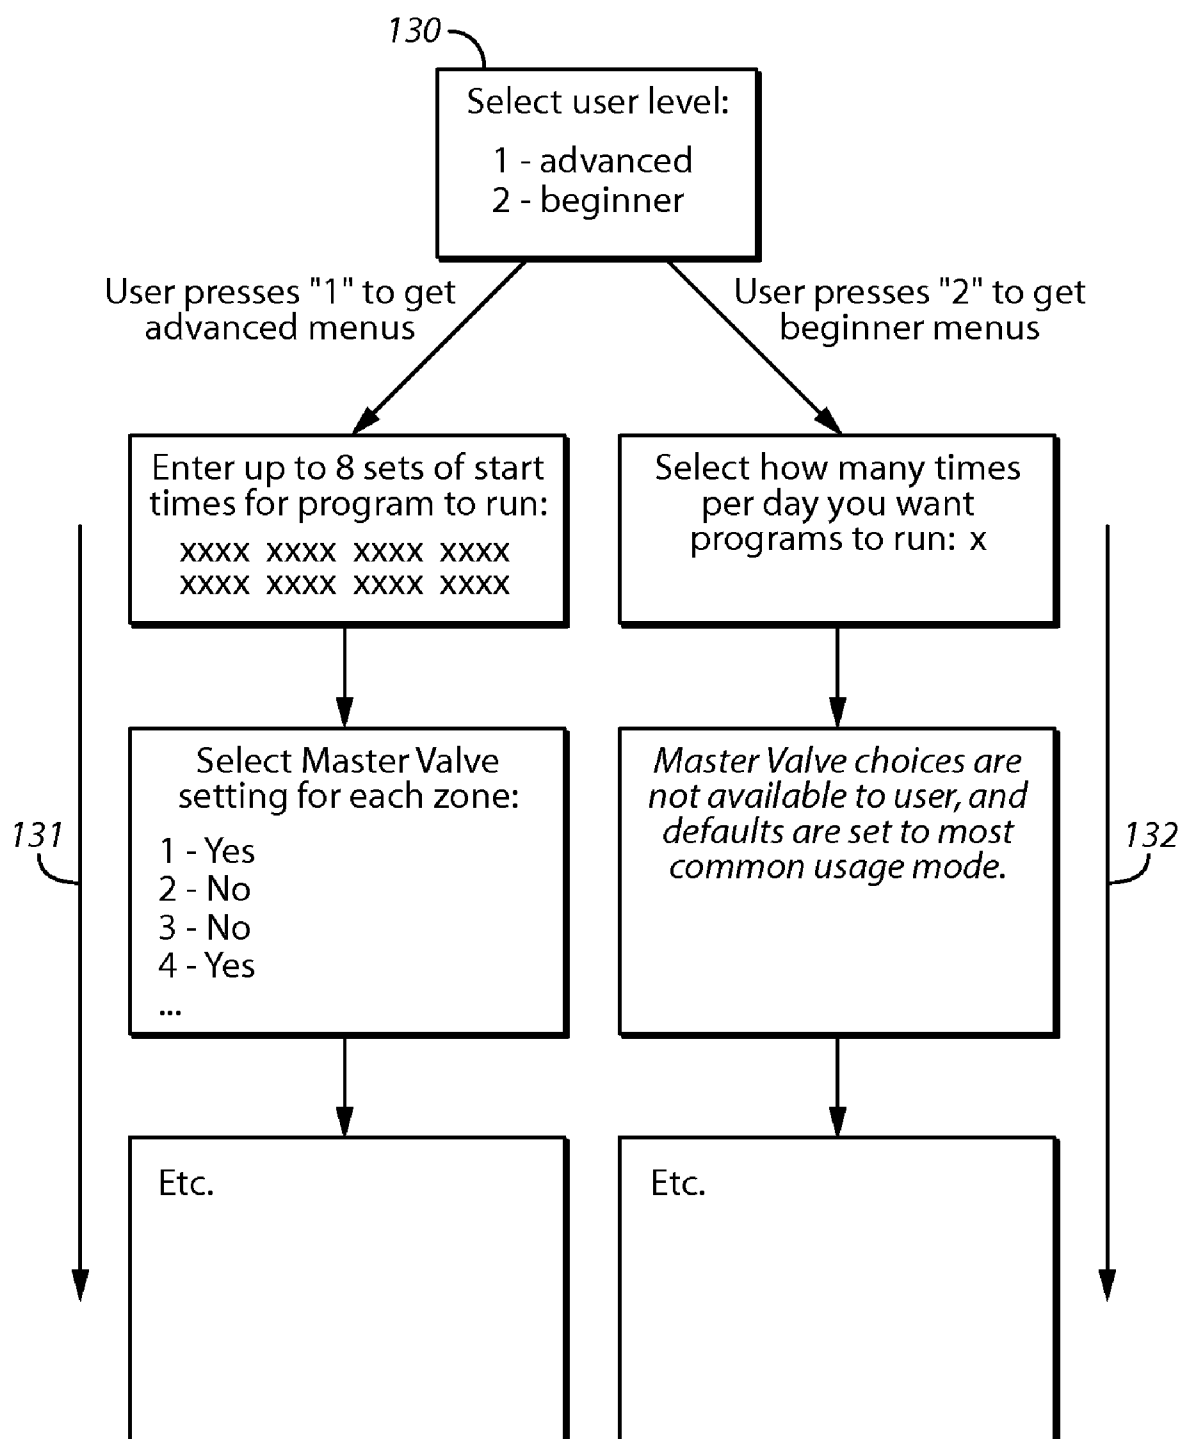 130
Select user level:
1 - advanced
2 - beginner
User presses "1" to get
advanced menus
User presses "2" to get
beginner menus
Enter up to 8 sets of start
times for program to run:
xxxx xxxx xxxx xxxx
xxxx xxxx xxxx xxxx
Select how many times
per day you want
programs to run: x
Select Master Valve
setting for each zone:
1 - Yes
2 - No
3 - No
4 - Yes
...
Master Valve choices are
not available to user, and
defaults are set to most
common usage mode.
131
132
Etc.
Etc.